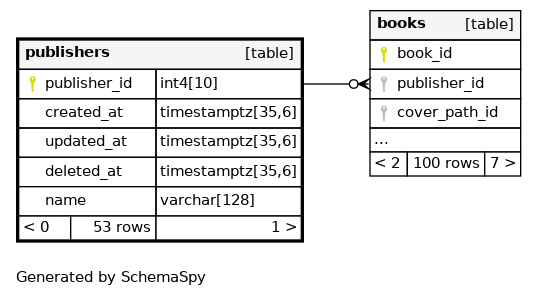 publishers [table]
publisher_id int4[10]
created_at timestamptz[35,6]
updated_at timestamptz[35,6]
deleted_at timestamptz[35,6]
name varchar[128]
< 0 53 rows 1 >
books [table]
book_id
publisher_id
cover_path_id
...
< 2 100 rows 7 >
Generated by SchemaSpy